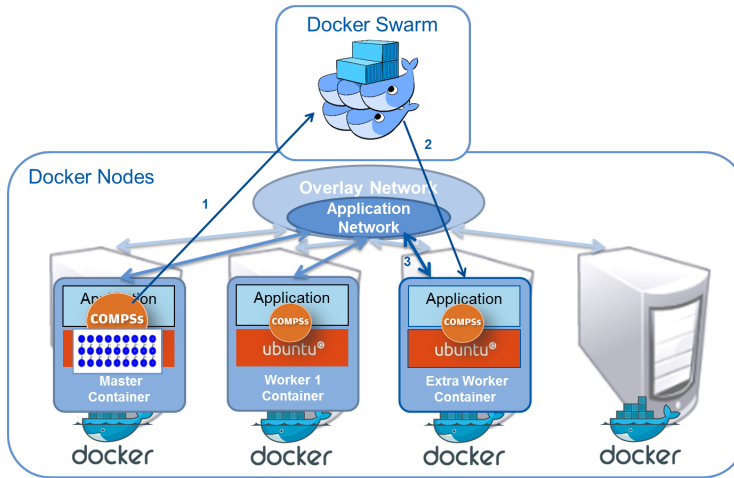 Docker Swarm
2
Docker Nodes
1
Overlay Network
Application
Network
3
Application
COMPSs
Master
Container
Application
COMPSs
ubuntu
Worker 1
Container
Application
COMPSs
ubuntu
Extra Worker
Container
docker
docker
docker
docker